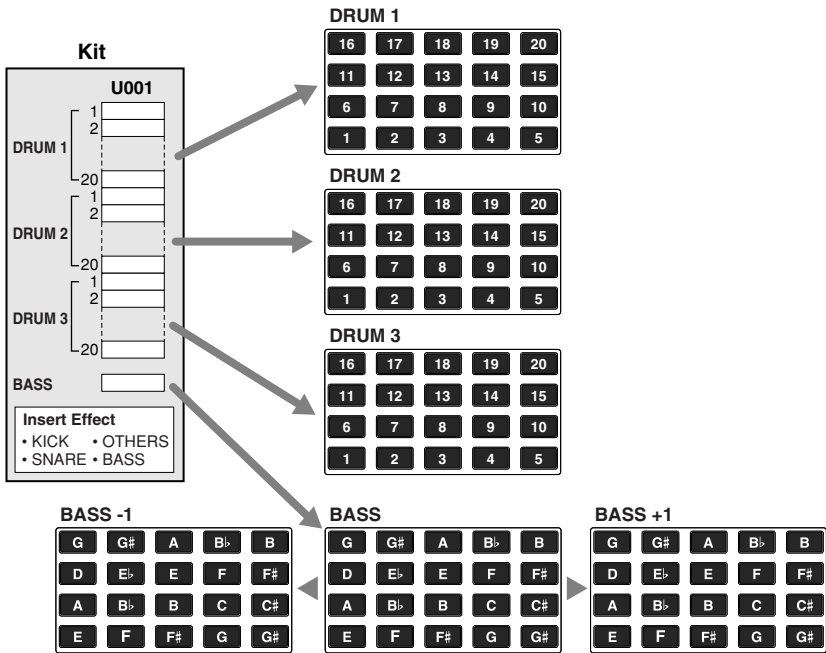 Kit
U001
DRUM 1
1
2
20
DRUM 2
1
2
20
DRUM 3
1
2
20
BASS
Insert Effect
• KICK • OTHERS
• SNARE • BASS
DRUM 1
16 17 18 19 20
11 12 13 14 15
6 7 8 9 10
1 2 3 4 5
DRUM 2
16 17 18 19 20
11 12 13 14 15
6 7 8 9 10
1 2 3 4 5
DRUM 3
16 17 18 19 20
11 12 13 14 15
6 7 8 9 10
1 2 3 4 5
BASS -1
G G♯ A B♭ B
D E♭ E F F♯
A B♭ B C C♯
E F F♯ G G♯
BASS
G G♯ A B♭ B
D E♭ E F F♯
A B♭ B C C♯
E F F♯ G G♯
BASS +1
G G♯ A B♭ B
D E♭ E F F♯
A B♭ B C C♯
E F F♯ G G♯